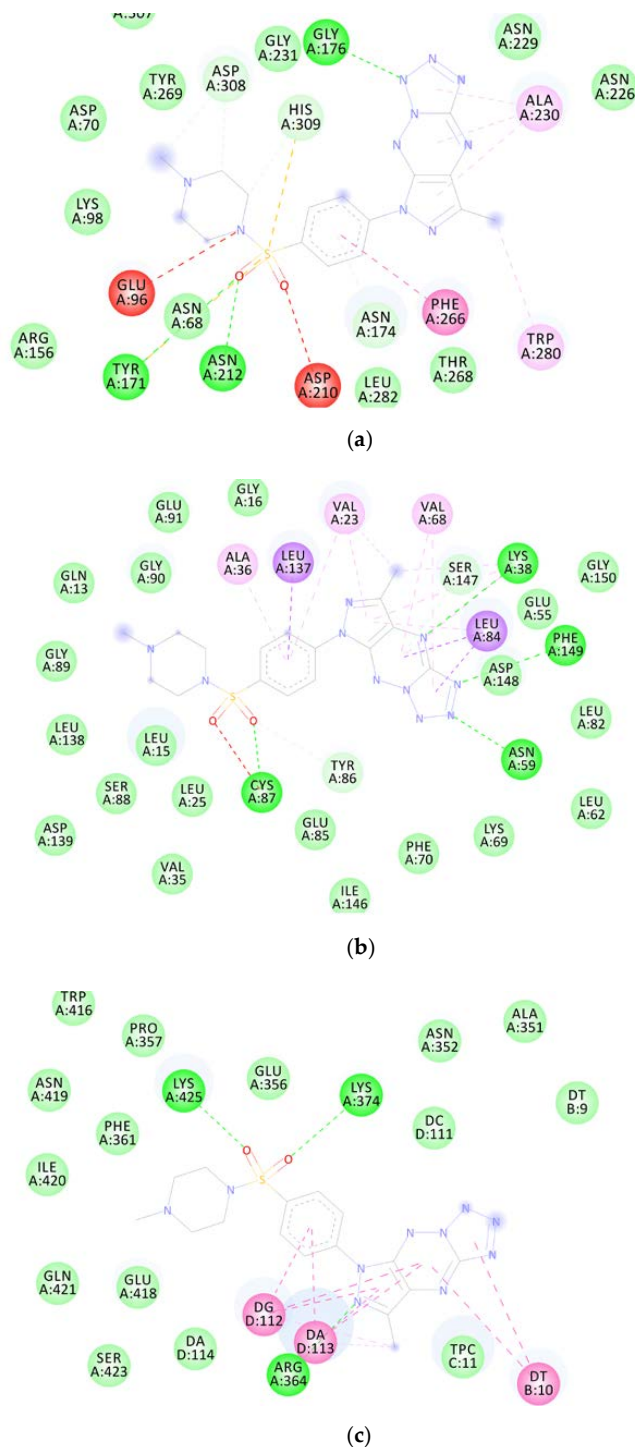 A:307
GLY
A:231
GLY
A:176
ASN
A:229
ASN
A:226
TYR
A:269
ASP
A:308
HIS
A:309
ALA
A:230
ASP
A:70
LYS
A:98
GLU
A:96
ASN
A:68
ASN
A:174
PHE
A:266
TRP
A:280
ARG
A:156
TYR
A:171
ASN
A:212
ASP
A:210
LEU
A:282
THR
A:268
N
N
S
O
O
N
N
N
N
N
N
N
N
N
(a)
GLU
A:91
GLY
A:16
VAL
A:23
VAL
A:68
GLN
A:13
GLY
A:90
ALA
A:36
LEU
A:137
SER
A:147
LYS
A:38
GLY
A:150
GLU
A:55
GLY
A:89
LEU
A:84
PHE
A:149
ASP
A:148
LEU
A:138
LEU
A:15
TYR
A:86
ASN
A:59
LEU
A:82
SER
A:88
LEU
A:25
CYS
A:87
LEU
A:62
ASP
A:139
GLU
A:85
LYS
A:69
VAL
A:35
PHE
A:70
ILE
A:146
N
N
S
O
O
N
N
N
N
N
N
N
N
N
(b)
TRP
A:416
PRO
A:357
ASN
A:352
ALA
A:351
ASN
A:419
LYS
A:425
GLU
A:356
LYS
A:374
DT
B:9
PHE
A:361
DC
D:111
ILE
A:420
GLN
A:421
GLU
A:418
DG
D:112
DA
D:113
SER
A:423
DA
D:114
ARG
A:364
TPC
C:11
DT
B:10
O
O
S
N
N
N
N
N
N
N
N
N
N
N
(c)